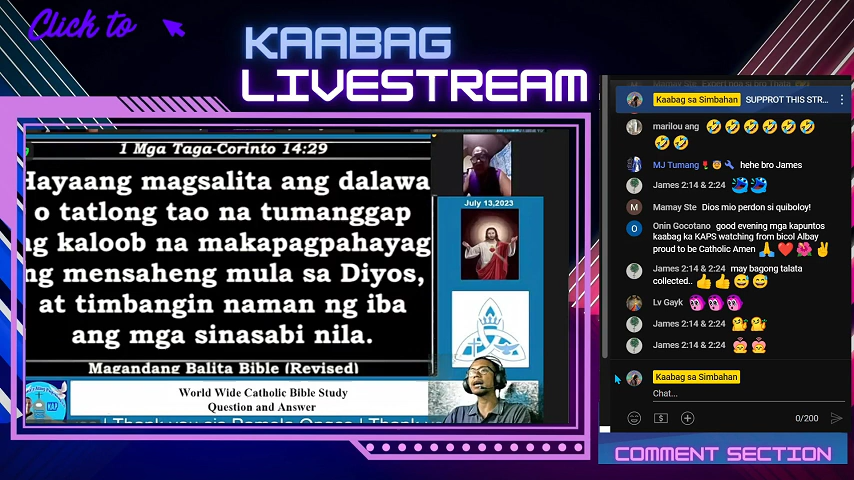 Click to
KAABAG
LIVESTREAM
1 Mga Taga-Corinto 14:29
Hayaang magsalita ang dalawa
o tatlong tao na tumanggap
ng kaloob na makapagpahayag
ng mensaheng mula sa Diyos,
at timbangin naman ng iba
ang mga sinasabi nila.
Magandang Balita Bible (Revised)
July 13,2023
World Wide Catholic Bible Study
Question and Answer
Kaabag sa Simbahan SUPPROT THIS STR...
marilou ang 🤣🤣🤣🤣🤣🤣
🤣🤣
MJ Tumang hehe bro James
James 2:14 & 2:24
Mamay Ste Dios mio perdon si quiboloy!
Onin Gocotano good evening mga kapuntos
kaabag ka KAPS watching from bicol Albay
proud to be Catholic Amen 🙏❤️🌺✌️
James 2:14 & 2:24 may bagong talata
collected.. 👍👍😅😅
Lv Gayk
James 2:14 & 2:24
James 2:14 & 2:24
Kaabag sa Simbahan
Chat...
0/200
COMMENT SECTION